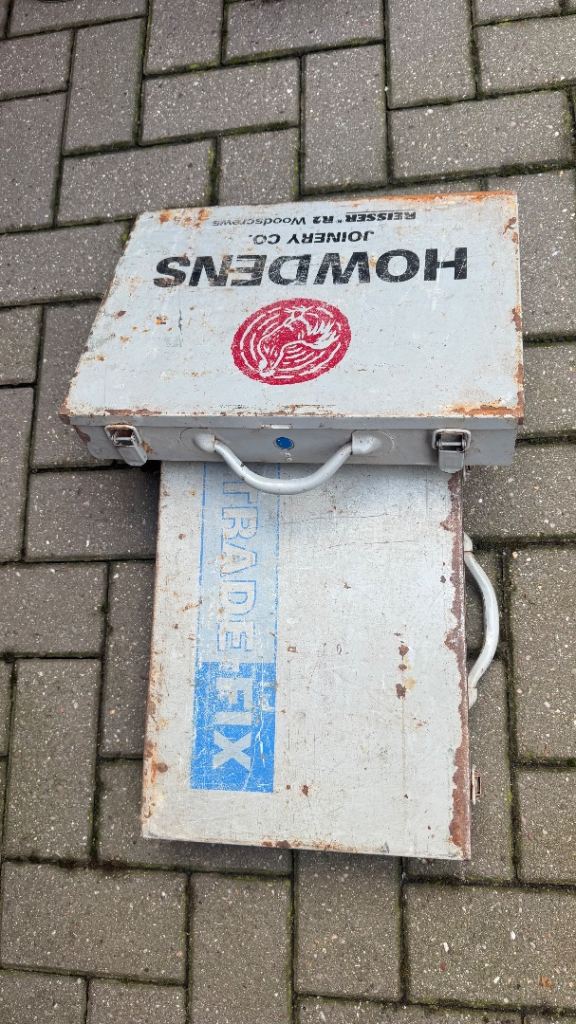 HOWDENS
JOINERY CO.
REISSER® R2 Woodscrews
TRADE FIX